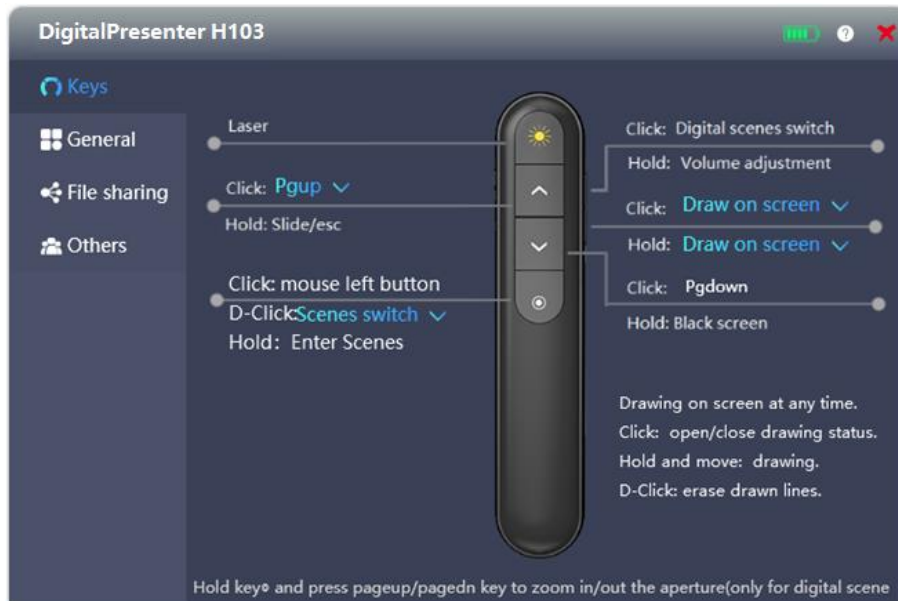 DigitalPresenter H103
Keys
General
File sharing
Others
Laser
Click: Pgup
Hold: Slide/esc
Click: mouse left button
D-Click:Scenes switch
Hold: Enter Scenes
Click: Digital scenes switch
Hold: Volume adjustment
Click: Draw on screen
Hold: Draw on screen
Click: Pgdown
Hold: Black screen
Drawing on screen at any time.
Click: open/close drawing status.
Hold and move: drawing.
D-Click: erase drawn lines.
Hold key and press pageup/pagedn key to zoom in/out the aperture(only for digital scene